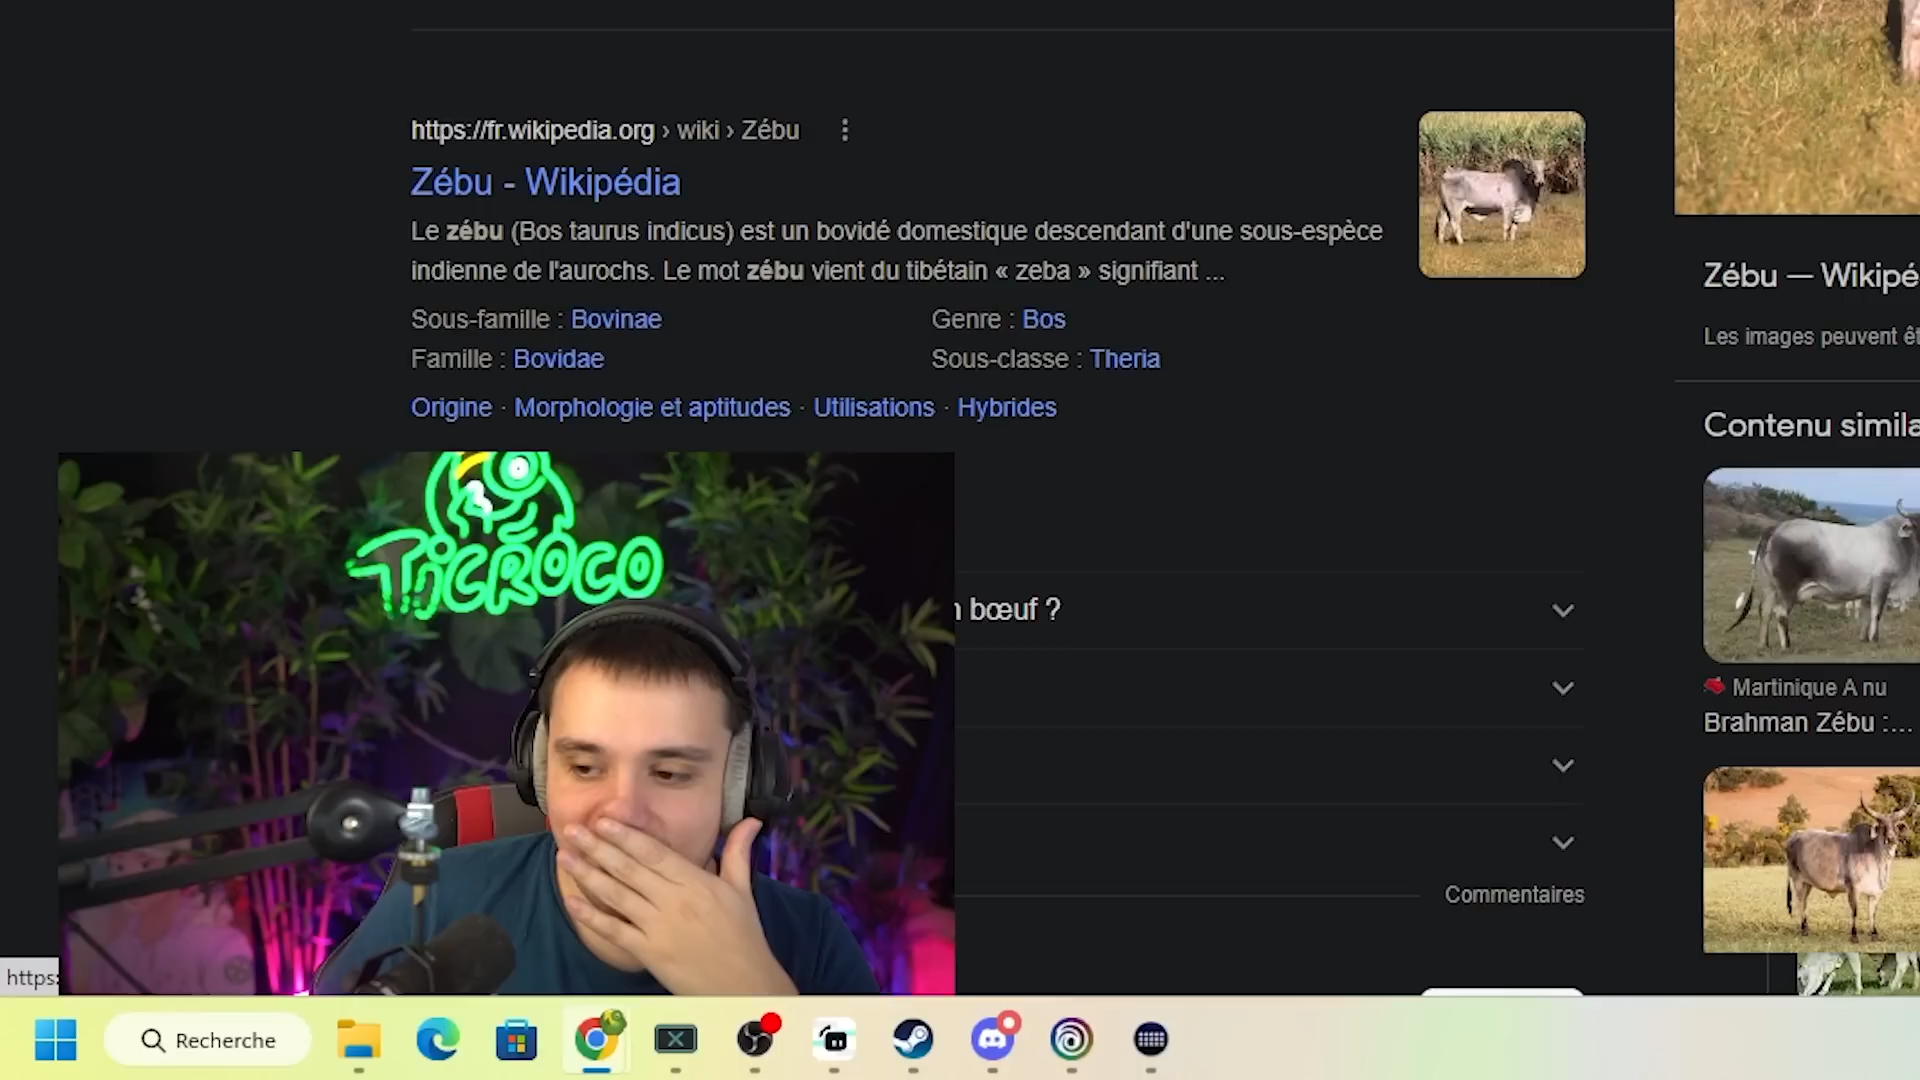 https://fr.wikipedia.org › wiki › Zébu
Zébu - Wikipédia
Le zébu (Bos taurus indicus) est un bovidé domestique descendant d'une sous-espèce
indienne de l'aurochs. Le mot zébu vient du tibétain « zeba » signifiant ...
Sous-famille : Bovinae
Genre : Bos
Famille : Bovidae
Sous-classe : Theria
Origine · Morphologie et aptitudes · Utilisations · Hybrides
Zébu — Wikipé
Les images peuvent êt
Contenu simila
Martinique A nu
Brahman Zébu :...
TiCROCO
bœuf ?
Commentaires
https:
Recherche